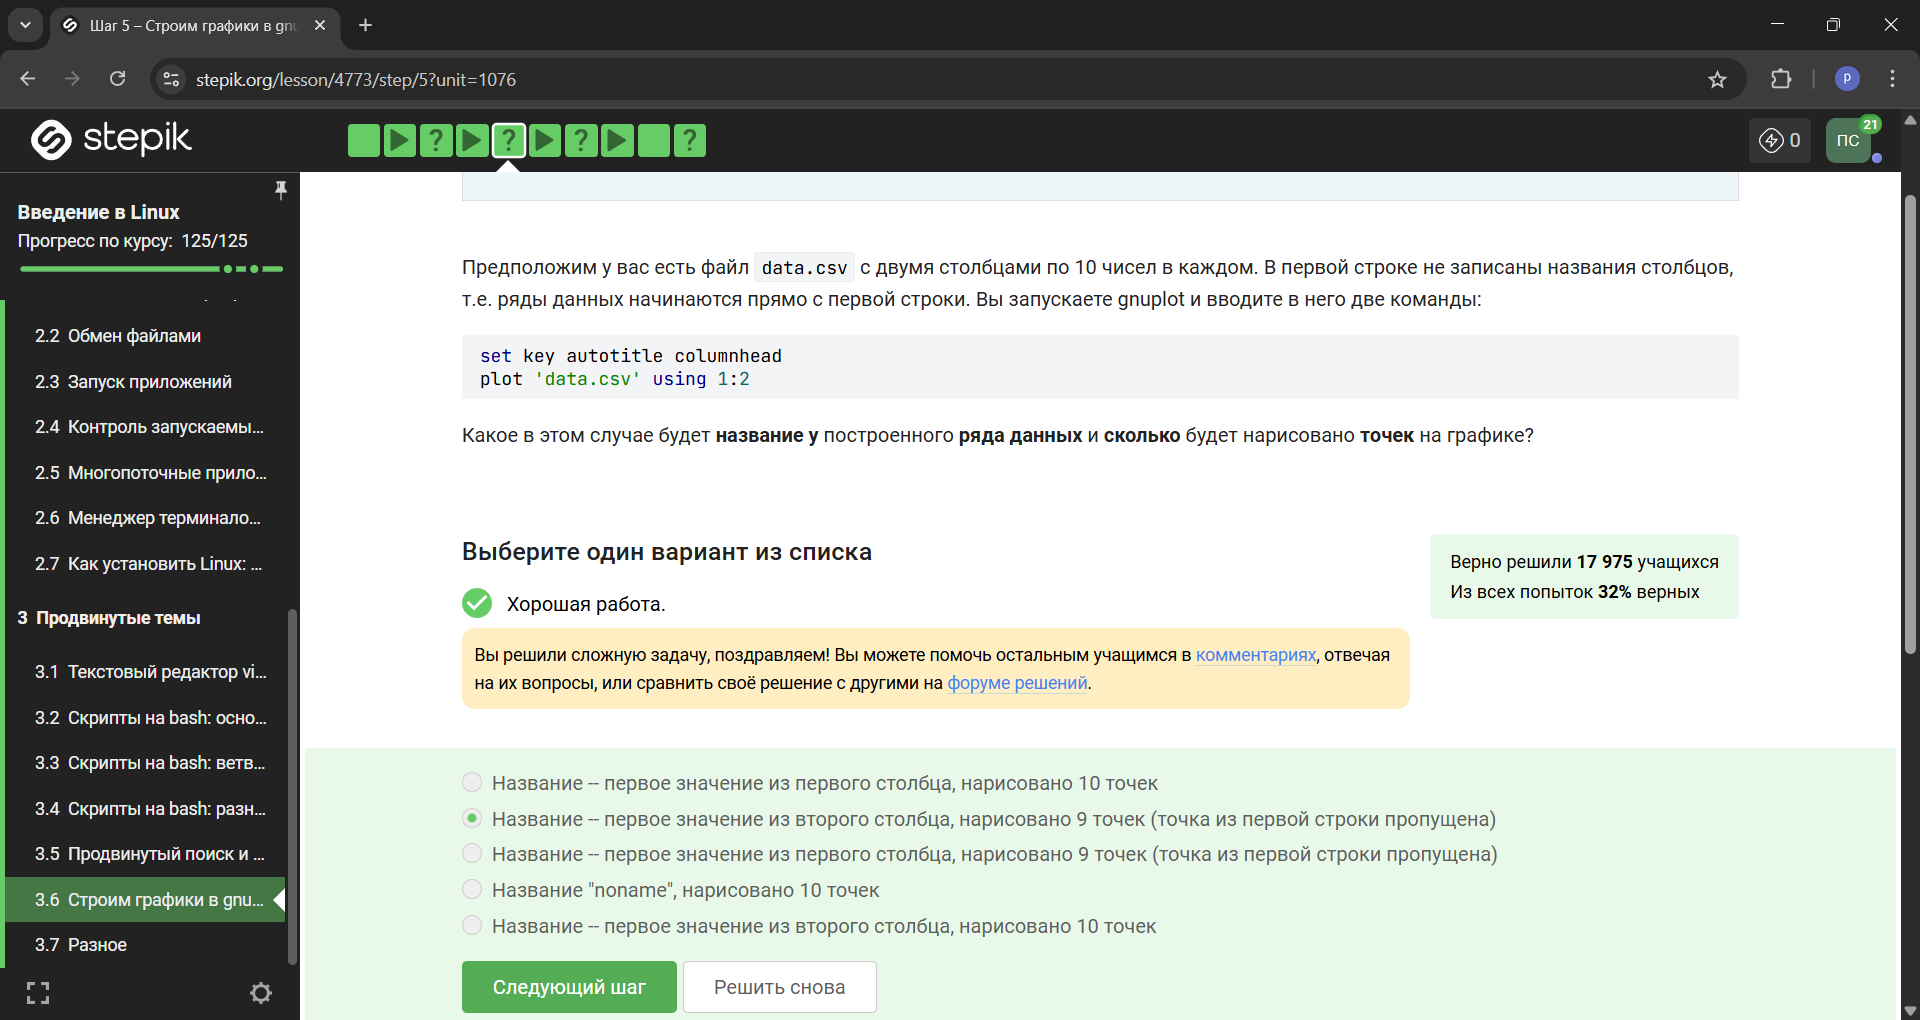 Шаг 5 – Строим графики в gnu
stepik.org/lesson/4773/step/5?unit=1076
P
stepik
?
?
?
?
0
ПС
21
Введение в Linux
Прогресс по курсу: 125/125
2.2 Обмен файлами
2.3 Запуск приложений
2.4 Контроль запускаемы...
2.5 Многопоточные прило...
2.6 Менеджер терминало...
2.7 Как установить Linux: ...
3 Продвинутые темы
3.1 Текстовый редактор vi...
3.2 Скрипты на bash: осно...
3.3 Скрипты на bash: ветв...
3.4 Скрипты на bash: разн...
3.5 Продвинутый поиск и ...
3.6 Строим графики в gnu...
3.7 Разное
Предположим у вас есть файл data.csv с двумя столбцами по 10 чисел в каждом. В первой строке не записаны названия столбцов,
т.е. ряды данных начинаются прямо с первой строки. Вы запускаете gnuplot и вводите в него две команды:
set key autotitle columnhead
plot 'data.csv' using 1:2
Какое в этом случае будет название у построенного ряда данных и сколько будет нарисовано точек на графике?
Выберите один вариант из списка
Хорошая работа.
Верно решили 17 975 учащихся
Из всех попыток 32% верных
Вы решили сложную задачу, поздравляем! Вы можете помочь остальным учащимся в комментариях, отвечая
на их вопросы, или сравнить своё решение с другими на форуме решений.
Название -- первое значение из первого столбца, нарисовано 10 точек
Название -- первое значение из второго столбца, нарисовано 9 точек (точка из первой строки пропущена)
Название -- первое значение из первого столбца, нарисовано 9 точек (точка из первой строки пропущена)
Название "noname", нарисовано 10 точек
Название -- первое значение из второго столбца, нарисовано 10 точек
Следующий шаг
Решить снова